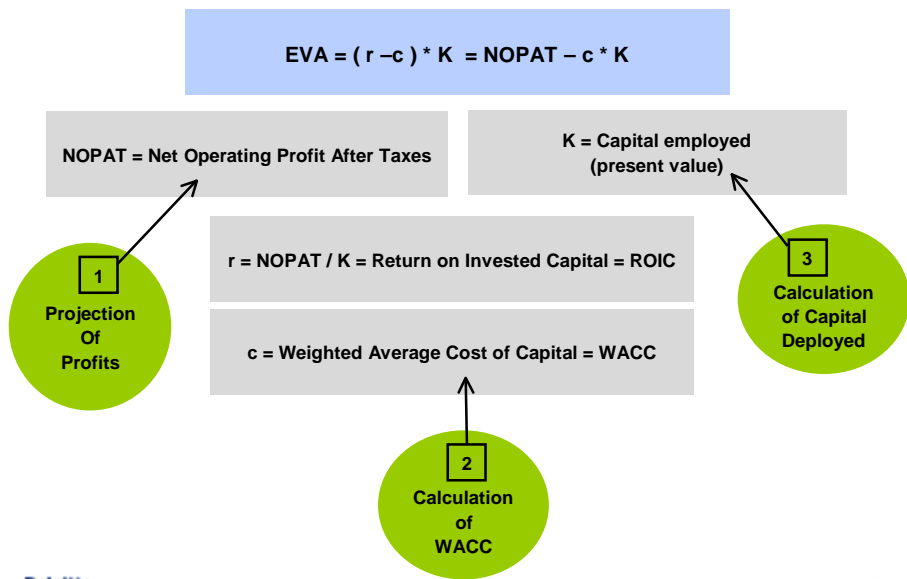 EVA = ( r –c ) * K = NOPAT – c * K
NOPAT = Net Operating Profit After Taxes
K = Capital employed
(present value)
1
Projection
Of
Profits
r = NOPAT / K = Return on Invested Capital = ROIC
3
Calculation
of Capital
Deployed
c = Weighted Average Cost of Capital = WACC
2
Calculation
of
WACC